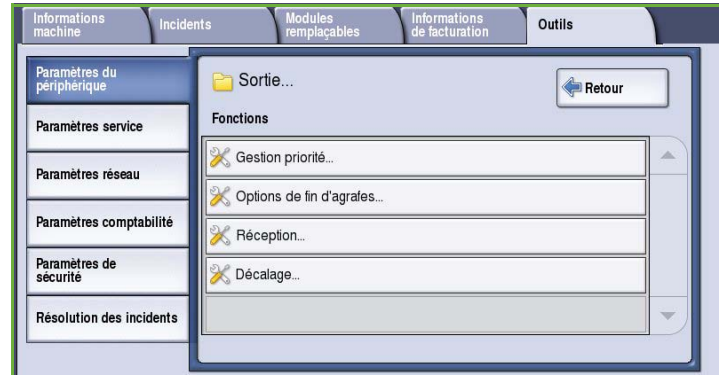 Informations
machine
Incidents
Modules
remplaçables
Informations
de facturation
Outils
Paramètres du
périphérique
Paramètres service
Paramètres réseau
Paramètres comptabilité
Paramètres de
sécurité
Résolution des incidents
Sortie...
Retour
Fonctions
Gestion priorité...
Options de fin d'agrafes...
Réception...
Décalage...